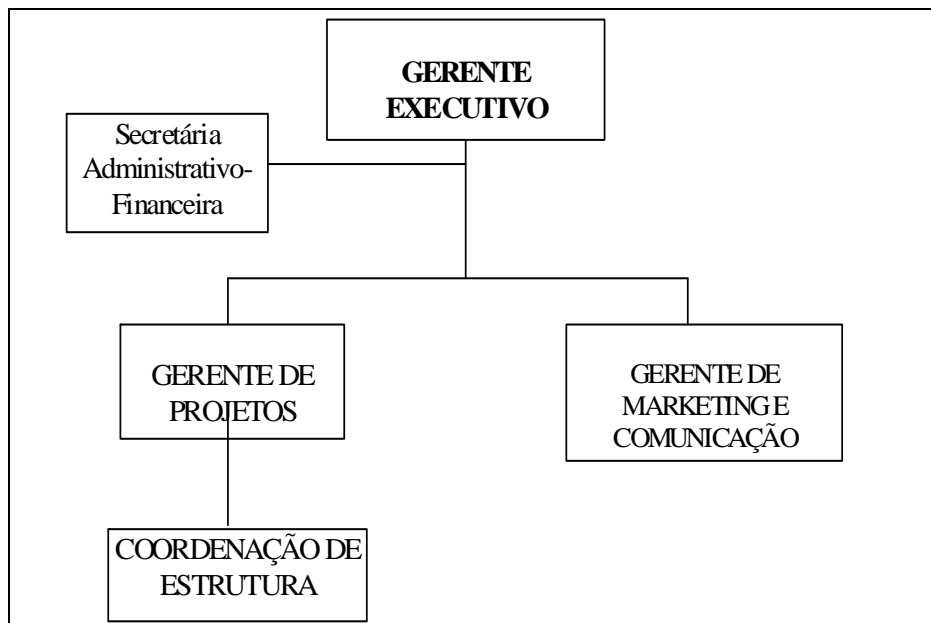 GERENTE
EXECUTIVO
Secretária
Administrativo-
Financeira
GERENTE DE
PROJETOS
GERENTE DE
MARKETING E
COMUNICAÇÃO
COORDENAÇÃO DE
ESTRUTURA